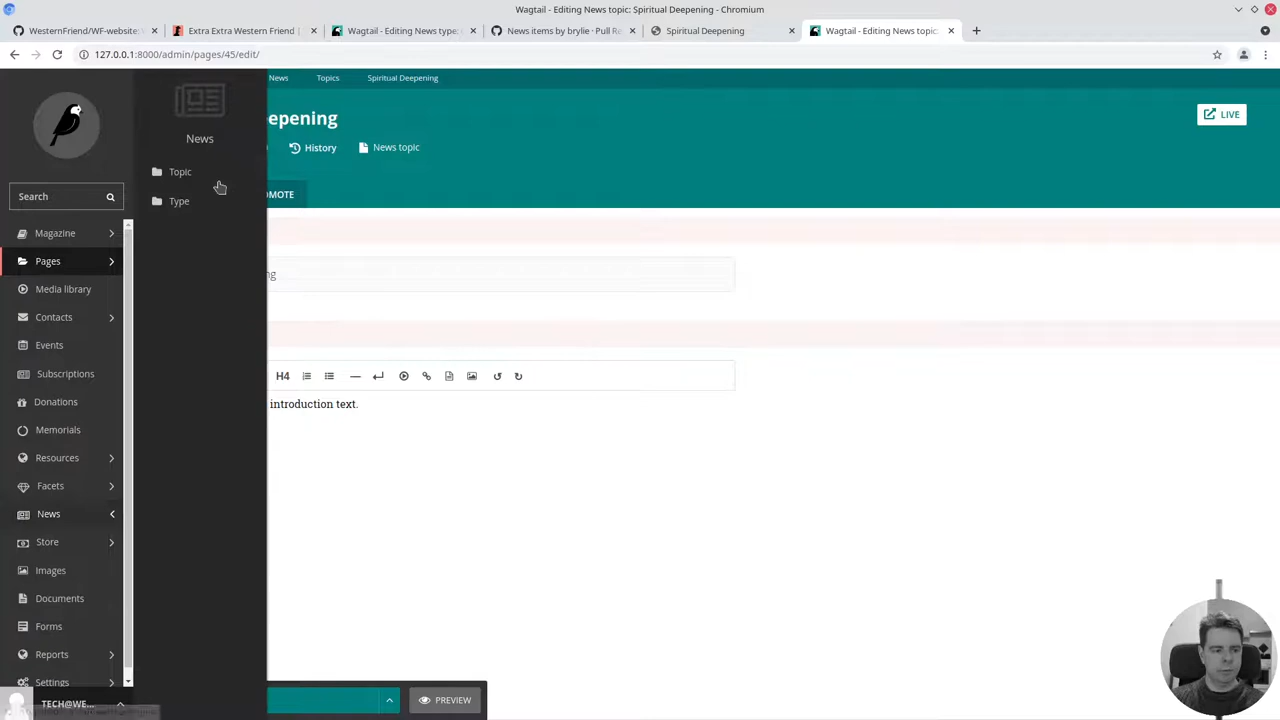 Wagtail - Editing News topic: Spiritual Deepening - Chromium
WesternFriend/WF-website:
Extra Extra Western Friend |
Wagtail - Editing News type:
News items by brylie · Pull Re
Spiritual Deepening
Wagtail - Editing News topic:
127.0.0.1:8000/admin/pages/45/edit/
News
Topics
Spiritual Deepening
epening
LIVE
History
News topic
OMOTE
News
Topic
Type
Search
Magazine
Pages
Media library
Contacts
Events
Subscriptions
Donations
Memorials
Resources
Facets
News
Store
Images
Documents
Forms
Reports
Settings
TECH@WE...
ng
H4
introduction text.
PREVIEW